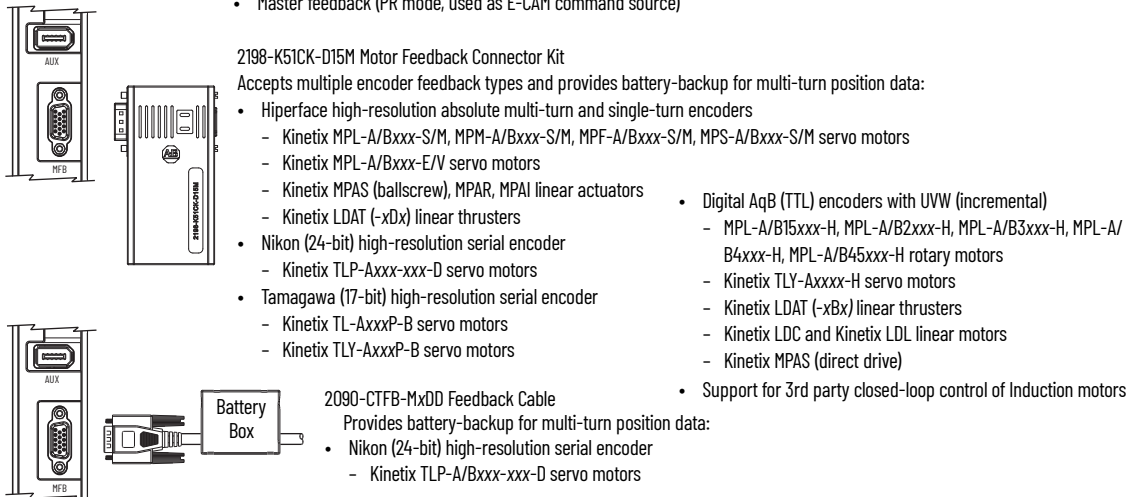 • Master feedback (PR mode, used as E-CAM command source)
AUX
MFB
2198-K51CK-D15M
2198-K51CK-D15M Motor Feedback Connector Kit
Accepts multiple encoder feedback types and provides battery-backup for multi-turn position data:
• Hiperface high-resolution absolute multi-turn and single-turn encoders
– Kinetix MPL-A/Bxxx-S/M, MPM-A/Bxxx-S/M, MPF-A/Bxxx-S/M, MPS-A/Bxxx-S/M servo motors
– Kinetix MPL-A/Bxxx-E/V servo motors
– Kinetix MPAS (ballscrew), MPAR, MPAI linear actuators
– Kinetix LDAT (-xDx) linear thrusters
• Nikon (24-bit) high-resolution serial encoder
– Kinetix TLP-Axxx-xxx-D servo motors
• Tamagawa (17-bit) high-resolution serial encoder
– Kinetix TL-AxxxP-B servo motors
– Kinetix TLY-AxxxP-B servo motors
• Digital AqB (TTL) encoders with UVW (incremental)
– MPL-A/B15xxx-H, MPL-A/B2xxx-H, MPL-A/B3xxx-H, MPL-A/
B4xxx-H, MPL-A/B45xxx-H rotary motors
– Kinetix TLY-Axxxx-H servo motors
– Kinetix LDAT (-xBx) linear thrusters
– Kinetix LDC and Kinetix LDL linear motors
– Kinetix MPAS (direct drive)
• Support for 3rd party closed-loop control of Induction motors
AUX
MFB
Battery
Box
2090-CTFB-MxDD Feedback Cable
Provides battery-backup for multi-turn position data:
• Nikon (24-bit) high-resolution serial encoder
– Kinetix TLP-A/Bxxx-xxx-D servo motors
AB